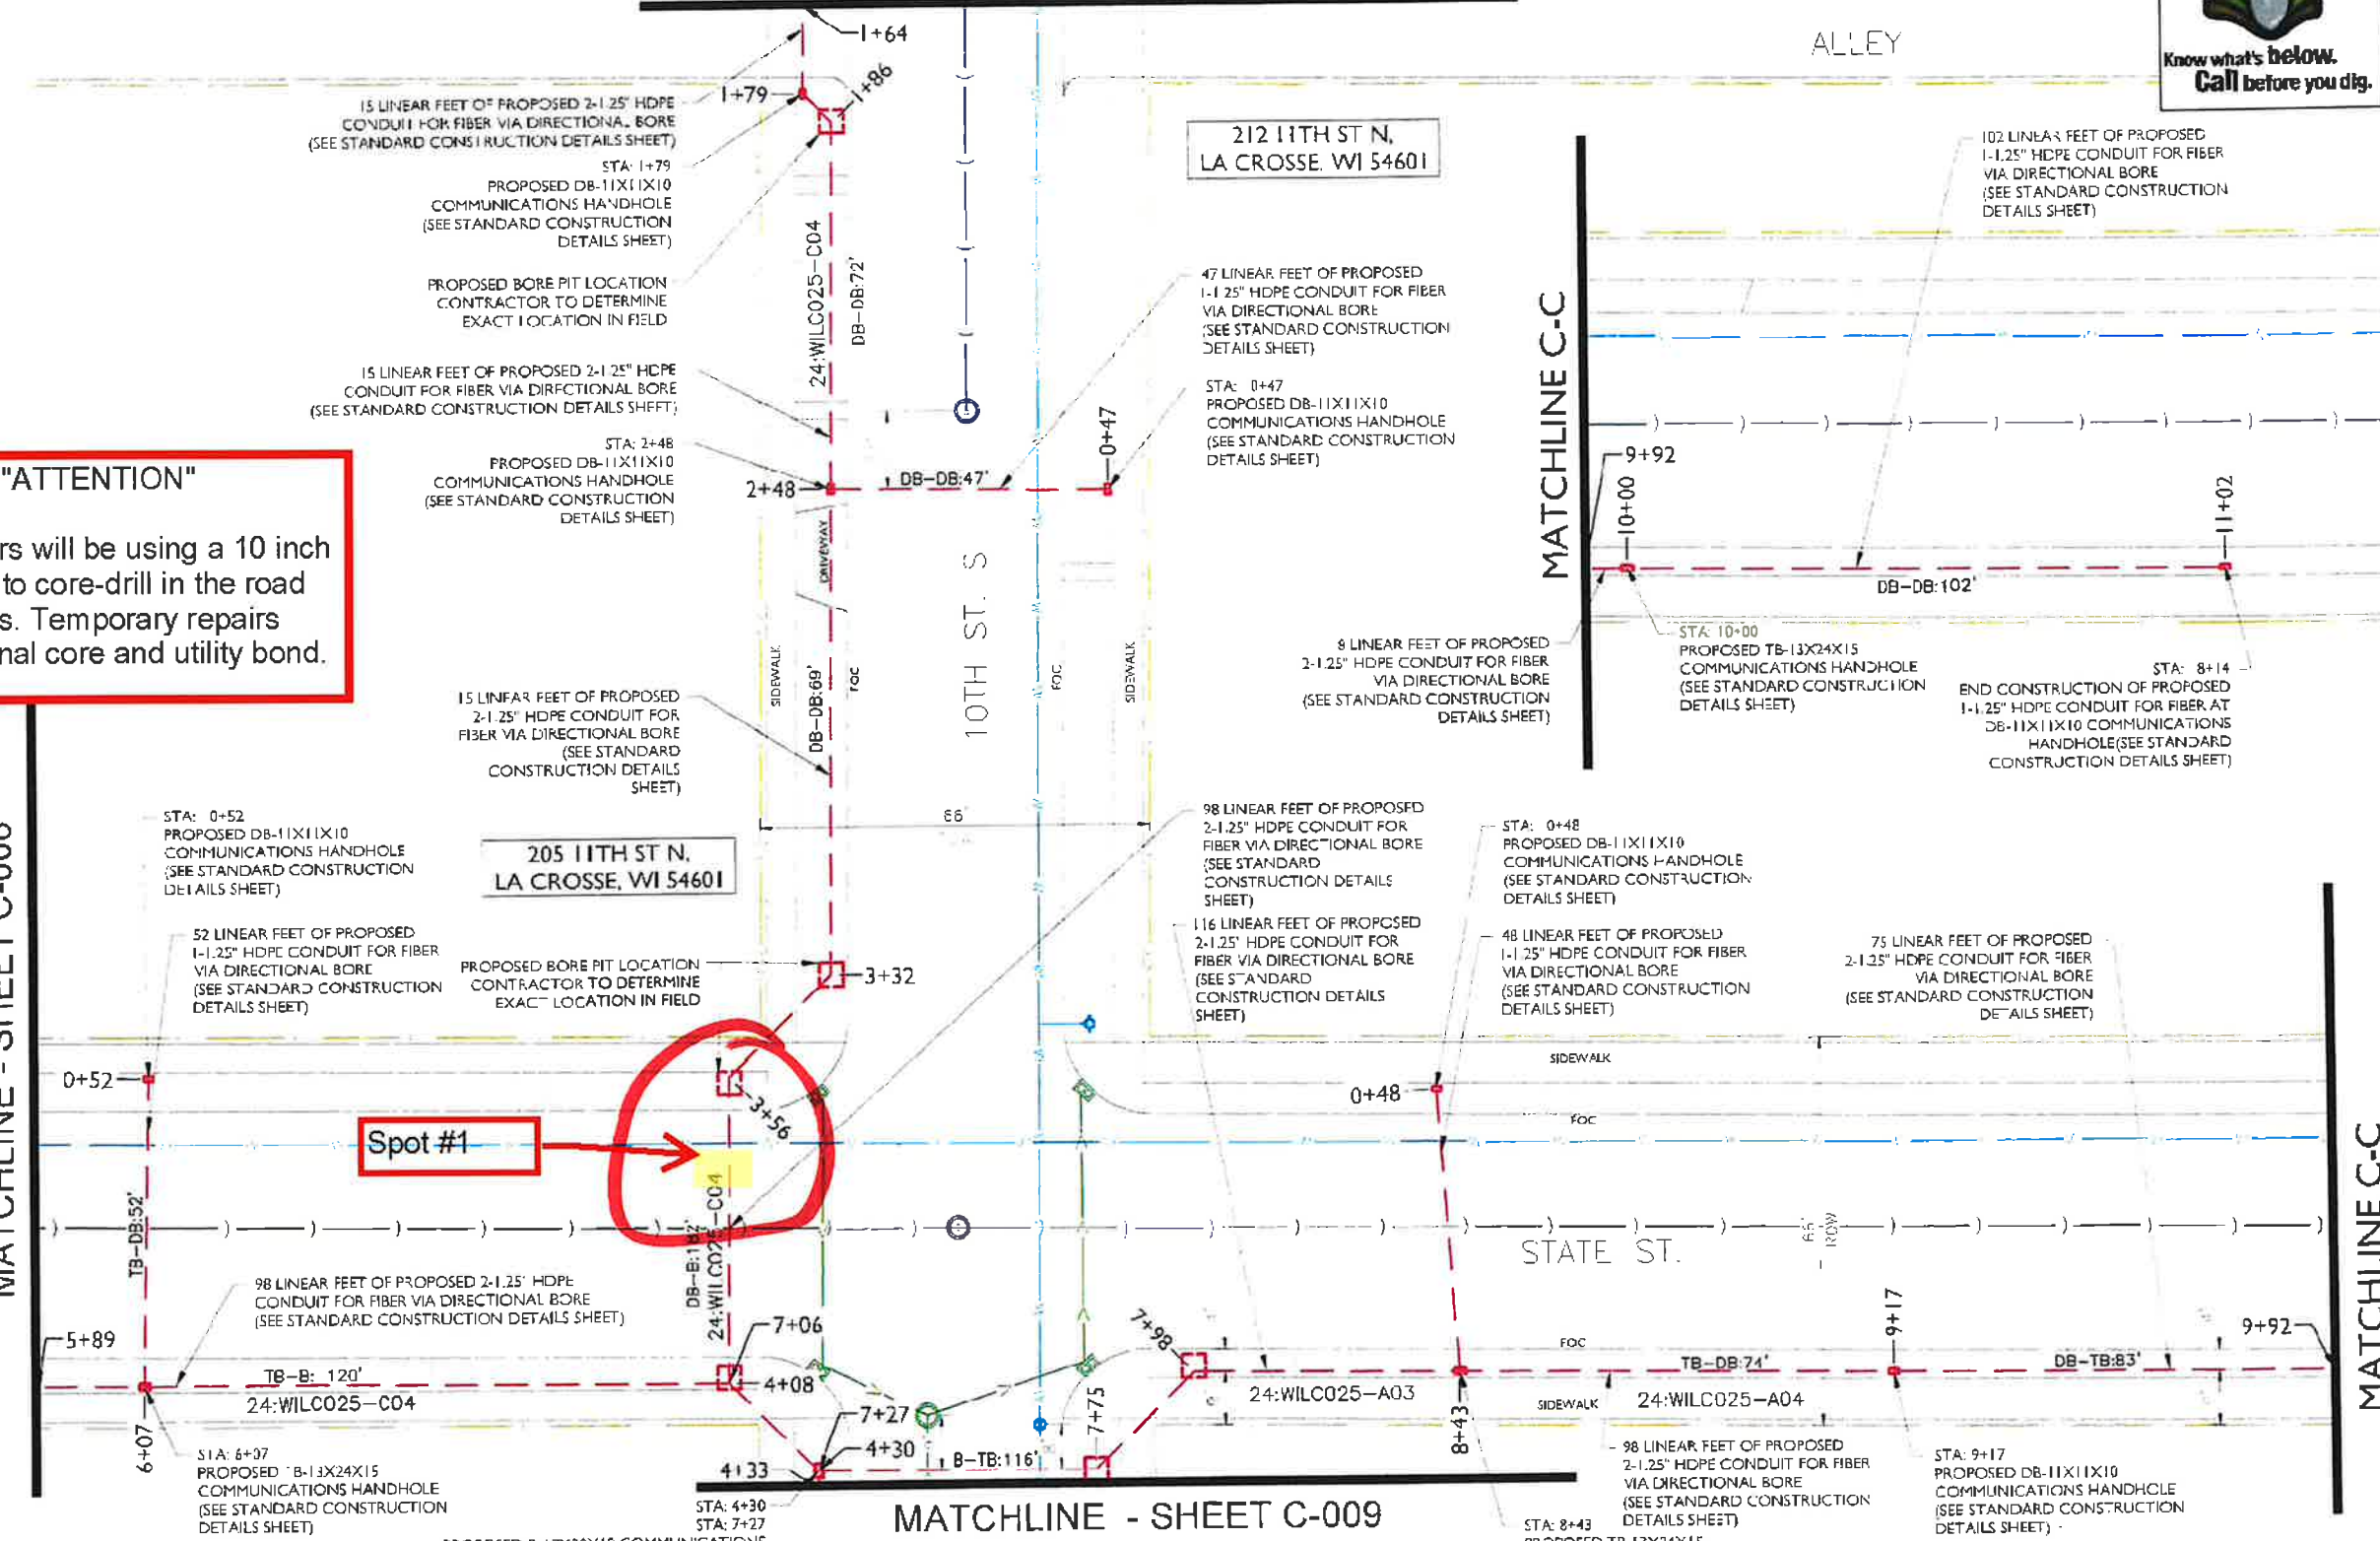 1+64
ALLEY
Know what's below.
Call before you dig.
1+79
1+86
15 LINEAR FEET OF PROPOSED 2-1.25" HDPE
CONDUIT FOR FIBER VIA DIRECTIONAL BORE
(SEE STANDARD CONSTRUCTION DETAILS SHEET)
STA: 1+79
PROPOSED DB-11X11X10
COMMUNICATIONS HANDHOLE
(SEE STANDARD CONSTRUCTION
DETAILS SHEET)
PROPOSED BORE PIT LOCATION
CONTRACTOR TO DETERMINE
EXACT LOCATION IN FIELD
24:WILC025-C04
DB-DB:72'
212 11TH ST N,
LA CROSSE, WI 54601
102 LINEAR FEET OF PROPOSED
1-1.25" HDPE CONDUIT FOR FIBER
VIA DIRECTIONAL BORE
(SEE STANDARD CONSTRUCTION
DETAILS SHEET)
47 LINEAR FEET OF PROPOSED
1-1.25" HDPE CONDUIT FOR FIBER
VIA DIRECTIONAL BORE
(SEE STANDARD CONSTRUCTION
DETAILS SHEET)
STA: 0+47
PROPOSED DB-11X11X10
COMMUNICATIONS HANDHOLE
(SEE STANDARD CONSTRUCTION
DETAILS SHEET)
15 LINEAR FEET OF PROPOSED 2-1.25" HDPE
CONDUIT FOR FIBER VIA DIRECTIONAL BORE
(SEE STANDARD CONSTRUCTION DETAILS SHEET)
STA: 2+48
PROPOSED DB-11X11X10
COMMUNICATIONS HANDHOLE
(SEE STANDARD CONSTRUCTION
DETAILS SHEET)
2+48
DB-DB:47'
0+47
MATCHLINE C-C
9+92
10+00
11+02
DB-DB:102'
"ATTENTION"
rs will be using a 10 inch
to core-drill in the road
s. Temporary repairs
nal core and utility bond.
DRIVEWAY
SIDEWALK
DB-DB:69'
FOC
10TH ST. S
FOC
SIDEWALK
9 LINEAR FEET OF PROPOSED
2-1.25" HDPE CONDUIT FOR FIBER
VIA DIRECTIONAL BORE
(SEE STANDARD CONSTRUCTION
DETAILS SHEET)
STA: 10+00
PROPOSED TB-13X24X15
COMMUNICATIONS HANDHOLE
(SEE STANDARD CONSTRUCTION
DETAILS SHEET)
STA: 8+14
END CONSTRUCTION OF PROPOSED
1-1.25" HDPE CONDUIT FOR FIBER AT
DB-11X11X10 COMMUNICATIONS
HANDHOLE(SEE STANDARD
CONSTRUCTION DETAILS SHEET)
15 LINEAR FEET OF PROPOSED
2-1.25" HDPE CONDUIT FOR
FIBER VIA DIRECTIONAL BORE
(SEE STANDARD
CONSTRUCTION DETAILS
SHEET)
66'
STA: 0+52
PROPOSED DB-11X11X10
COMMUNICATIONS HANDHOLE
(SEE STANDARD CONSTRUCTION
DETAILS SHEET)
205 11TH ST N,
LA CROSSE, WI 54601
98 LINEAR FEET OF PROPOSED
2-1.25" HDPE CONDUIT FOR
FIBER VIA DIRECTIONAL BORE
(SEE STANDARD
CONSTRUCTION DETAILS
SHEET)
STA: 0+48
PROPOSED DB-11X11X10
COMMUNICATIONS HANDHOLE
(SEE STANDARD CONSTRUCTION
DETAILS SHEET)
52 LINEAR FEET OF PROPOSED
1-1.25" HDPE CONDUIT FOR FIBER
VIA DIRECTIONAL BORE
(SEE STANDARD CONSTRUCTION
DETAILS SHEET)
PROPOSED BORE PIT LOCATION
CONTRACTOR TO DETERMINE
EXACT LOCATION IN FIELD
3+32
116 LINEAR FEET OF PROPOSED
2-1.25" HDPE CONDUIT FOR
FIBER VIA DIRECTIONAL BORE
(SEE STANDARD
CONSTRUCTION DETAILS
SHEET)
48 LINEAR FEET OF PROPOSED
1-1.25" HDPE CONDUIT FOR FIBER
VIA DIRECTIONAL BORE
(SEE STANDARD CONSTRUCTION
DETAILS SHEET)
75 LINEAR FEET OF PROPOSED
2-1.25" HDPE CONDUIT FOR FIBER
VIA DIRECTIONAL BORE
(SEE STANDARD CONSTRUCTION
DETAILS SHEET)
MATCHLINE - SHEET
SIDEWALK
0+52
3+56
0+48
FOC
Spot #1
TB-DB:52'
24:WILC025-C04
STATE ST.
ROW
MATCHLINE C-C
98 LINEAR FEET OF PROPOSED 2-1.25" HDPE
CONDUIT FOR FIBER VIA DIRECTIONAL BORE
(SEE STANDARD CONSTRUCTION DETAILS SHEET)
5+89
7+06
7+98
9+17
9+92
FOC
TB-B: 120'
24:WILC025-C04
4+08
24:WILC025-A03
TB-DB:74'
DB-TB:83'
SIDEWALK
24:WILC025-A04
6+07
7+27
4+30
4+33
B-TB:116'
7+75
8+43
STA: 6+07
PROPOSED TB-13X24X15
COMMUNICATIONS HANDHOLE
(SEE STANDARD CONSTRUCTION
DETAILS SHEET)
STA: 4+30
STA: 7+27
MATCHLINE - SHEET C-009
98 LINEAR FEET OF PROPOSED
2-1.25" HDPE CONDUIT FOR FIBER
VIA DIRECTIONAL BORE
(SEE STANDARD CONSTRUCTION
DETAILS SHEET)
STA: 9+17
PROPOSED DB-11X11X10
COMMUNICATIONS HANDHOLE
(SEE STANDARD CONSTRUCTION
DETAILS SHEET)
STA: 8+43